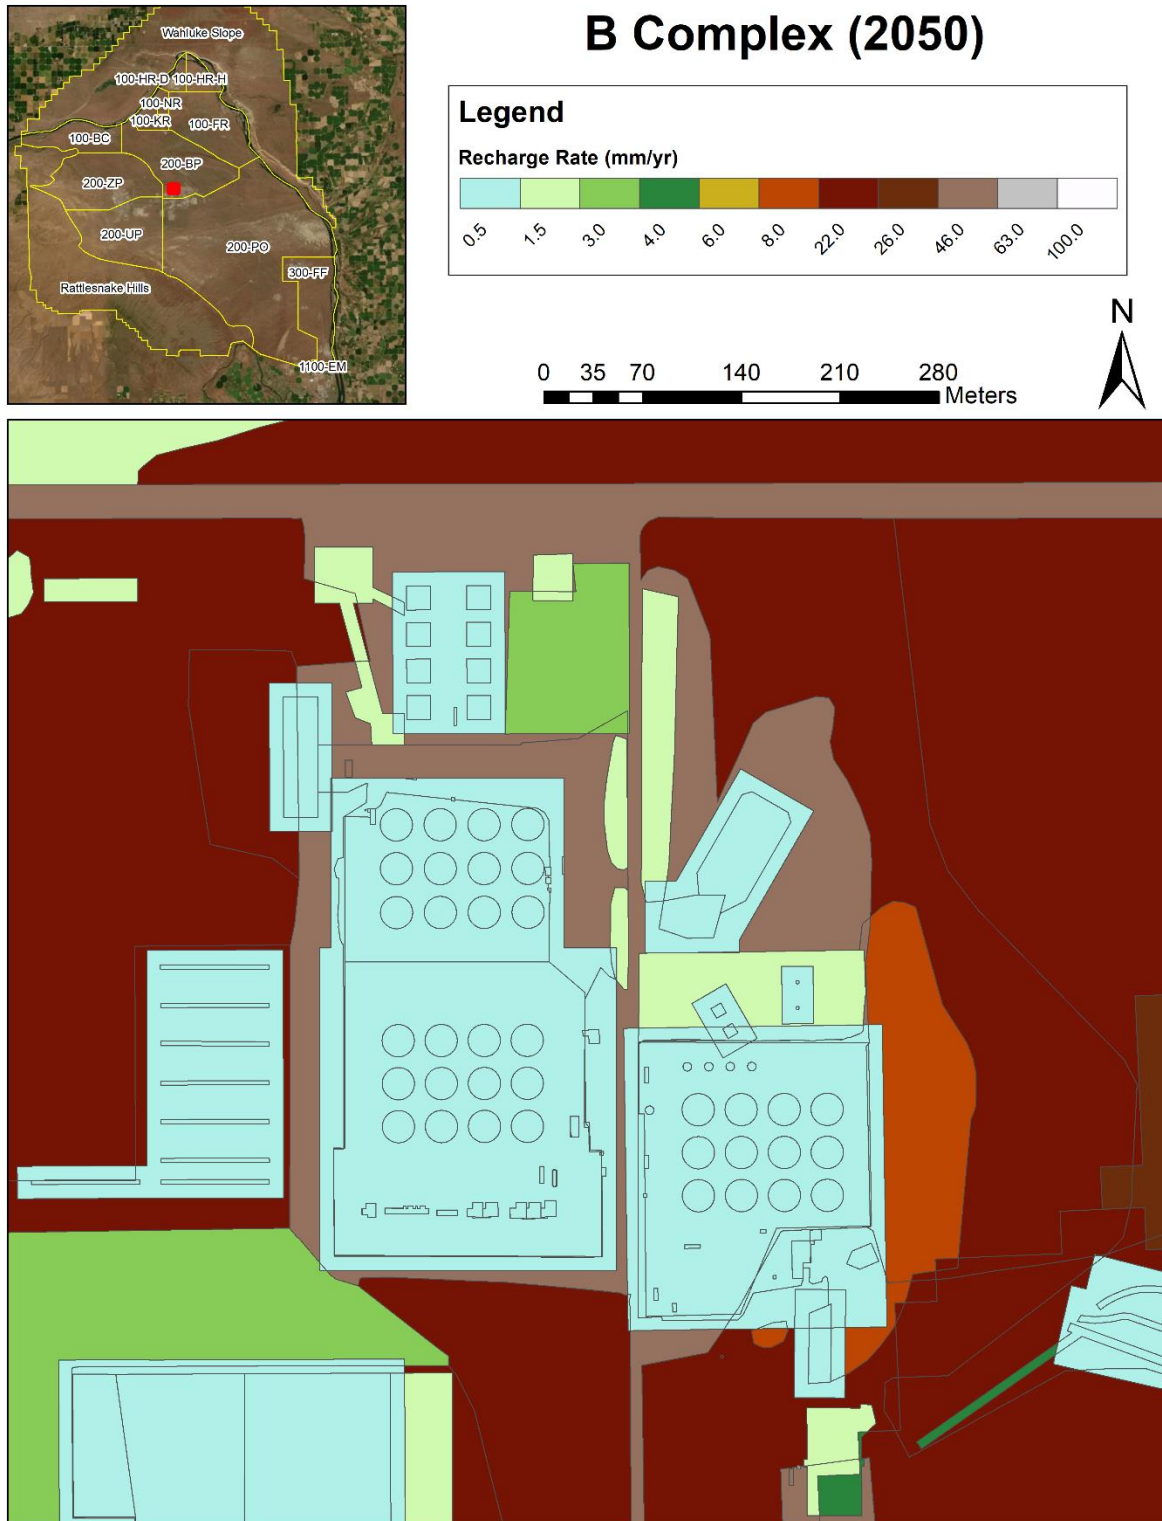 B Complex (2050)
Wahluke Slope
100-HR-D
100-HR-H
100-NR
100-KR
100-FR
100-BC
200-BP
200-ZP
200-UP
200-PO
300-FF
Rattlesnake Hills
1100-EM
Legend
Recharge Rate (mm/yr)
0.5 1.5 3.0 4.0 6.0 8.0 22.0 26.0 46.0 63.0 100.0
N
0 35 70 140 210 280
Meters